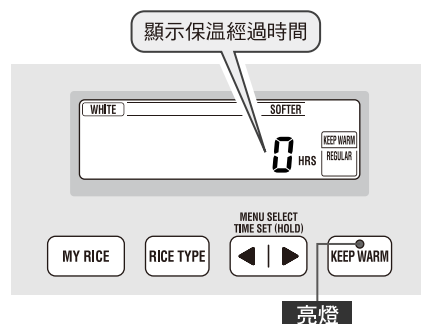 顯示保温經過時間
WHITE
SOFTER
0 HRS
KEEP WARM
REGULAR
MENU SELECT
TIME SET (HOLD)
MY RICE
RICE TYPE
KEEP WARM
亮燈